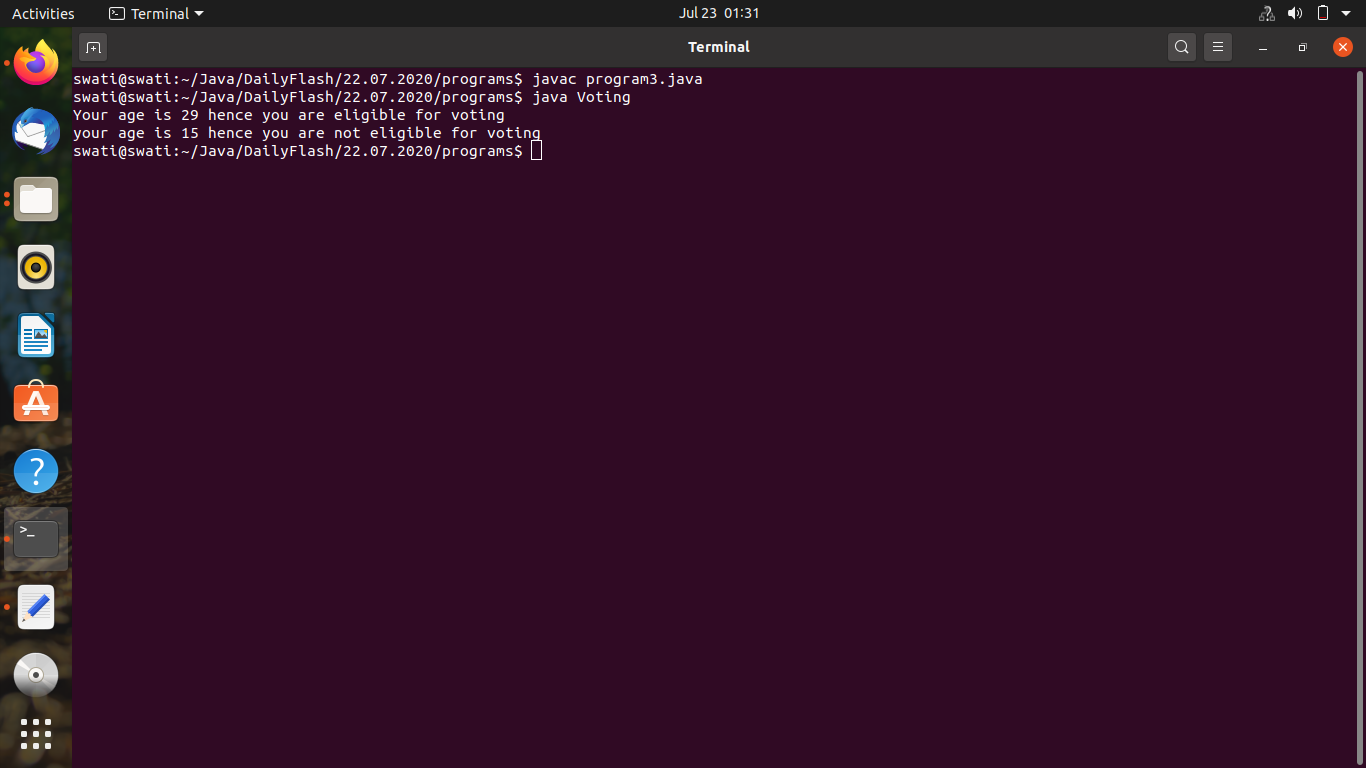 Activities
Terminal
Jul 23 01:31
Terminal
swati@swati:~/Java/DailyFlash/22.07.2020/programs$ javac program3.java
swati@swati:~/Java/DailyFlash/22.07.2020/programs$ java Voting
Your age is 29 hence you are eligible for voting
your age is 15 hence you are not eligible for voting
swati@swati:~/Java/DailyFlash/22.07.2020/programs$